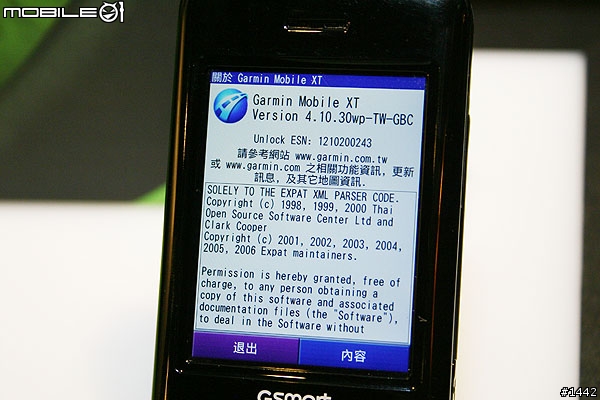 MOBILE01
關於 Garmin Mobile XT
Garmin Mobile XT
Version 4.10.30wp-TW-GBC
Unlock ESN: 1210200243
請參考網站 www.garmin.com.tw
或 www.garmin.com 之相關功能資訊, 更新
訊息, 及其它地圖資訊.
SOLELY TO THE EXPAT XML PARSER CODE.
Copyright (c) 1998, 1999, 2000 Thai
Open Source Software Center Ltd and
Clark Cooper
Copyright (c) 2001, 2002, 2003, 2004,
2005, 2006 Expat maintainers.
Permission is hereby granted, free of
charge, to any person obtaining a
copy of this software and associated
documentation files (the "Software"),
to deal in the Software without
退出
內容
GSmart
#1442